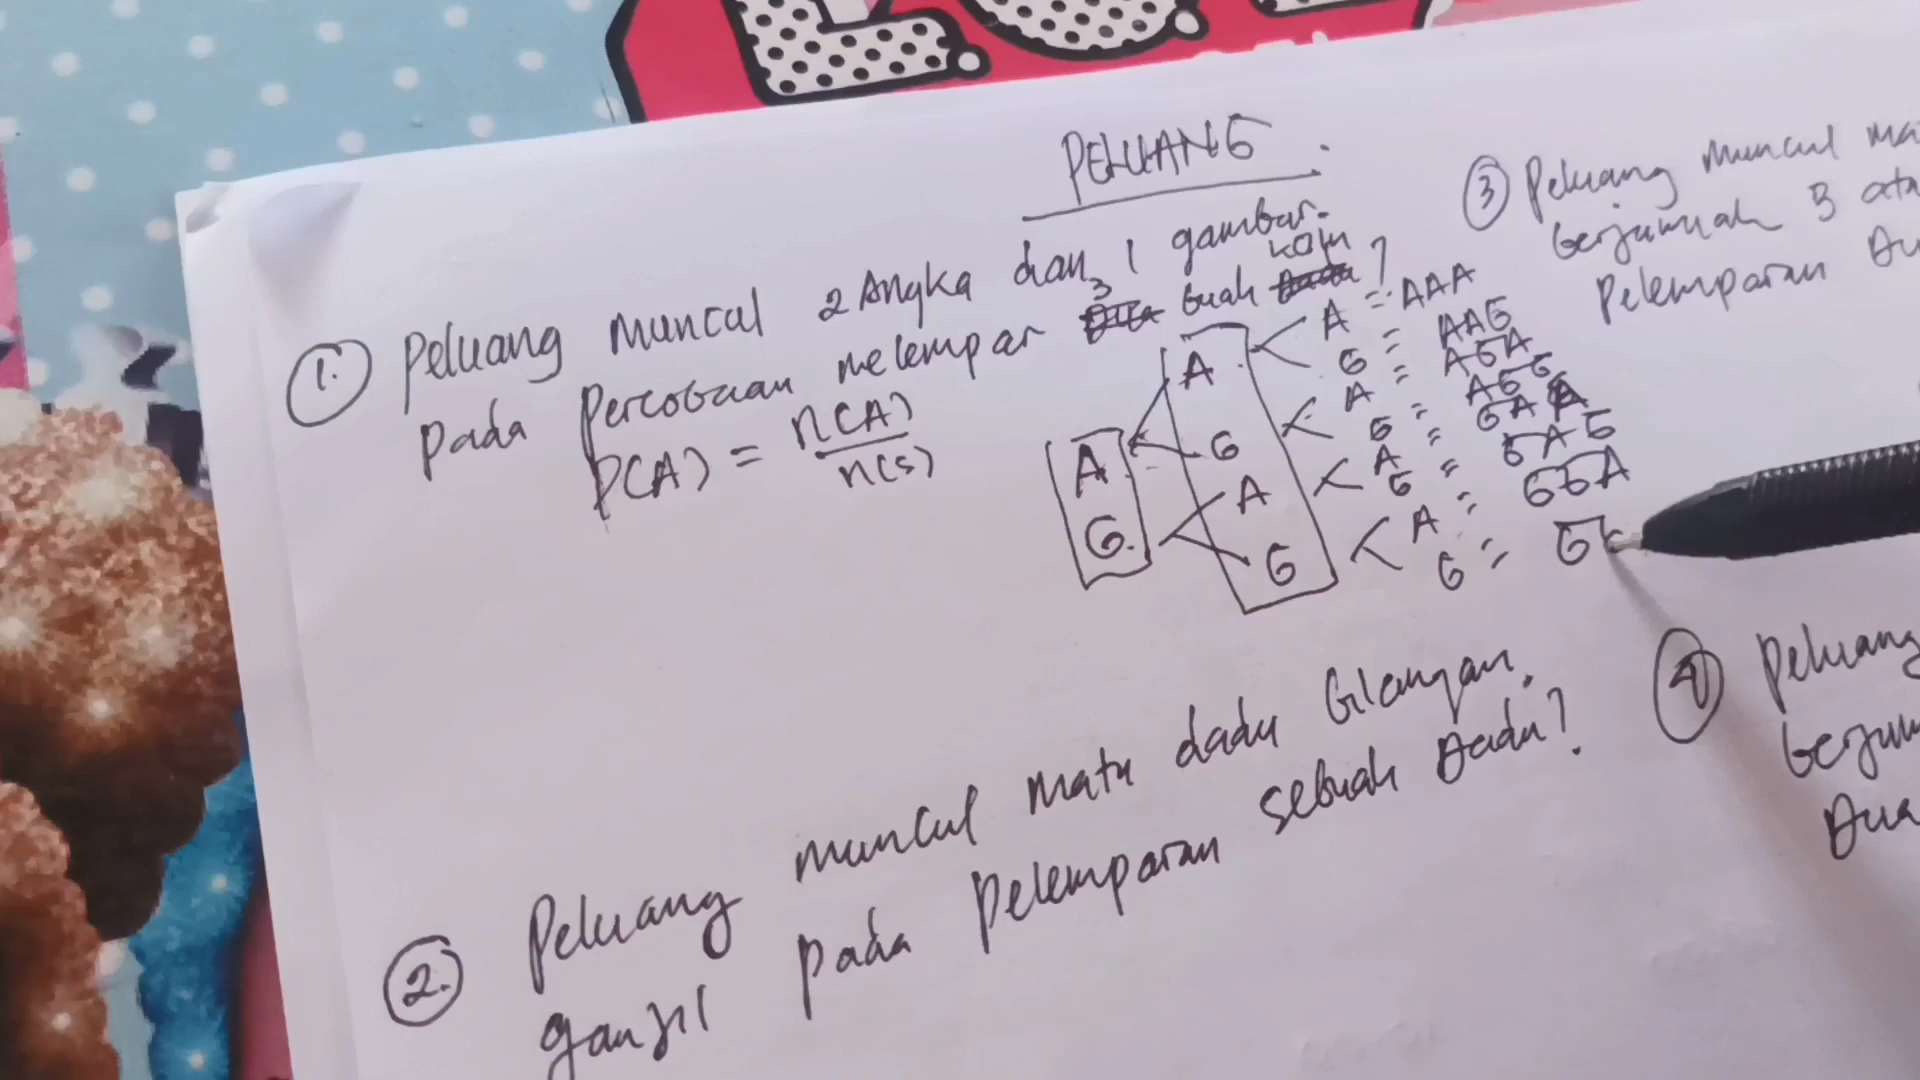 PELUANG
1. Peluang muncul 2 Angka dan 1 gambar.
pada percobaan melempar 3 buah koin ?
P(A) = n(A) / n(S)
A
G
A
G
A
G
A = AAA
G = AAG
A = AGA
G = AGG
A = GAA
G = GAG
A = GGA
G = G
2. Peluang muncul mata dadu bilangan
ganjil pada pelemparan sebuah dadu?
3 Peluang muncul
berjumlah 3
Pelemparan
4 Peluang
Dua